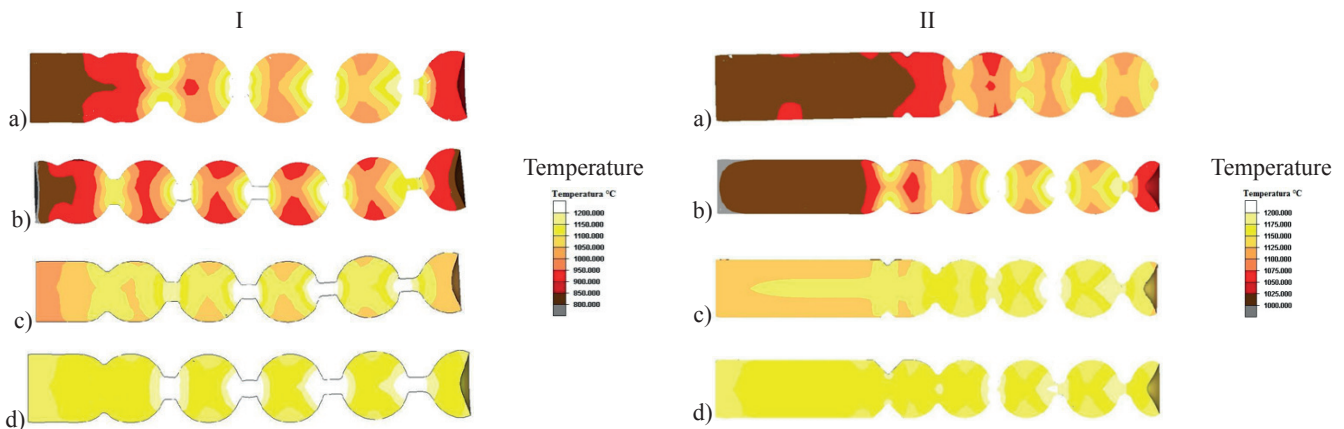 I
II
a)
b)
c)
d)
Temperature
Temperatura °C
1200.000
1150.000
1100.000
1050.000
1000.000
950.000
900.000
850.000
800.000
a)
b)
c)
d)
Temperature
Temperatura °C
1200.000
1175.000
1150.000
1125.000
1100.000
1075.000
1050.000
1025.000
1000.000